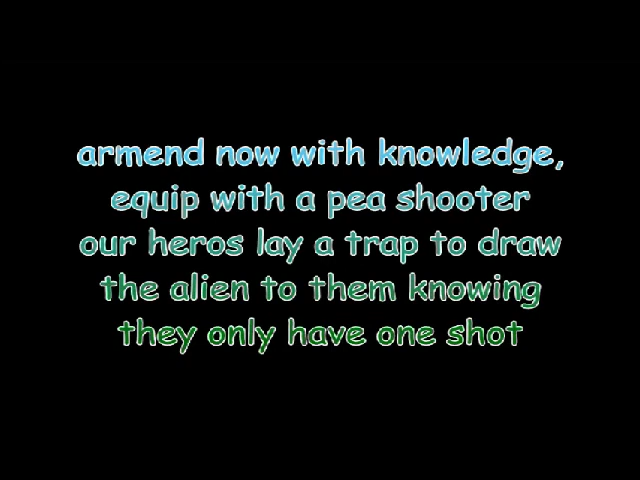 armend now with knowledge,
equip with a pea shooter
our heros lay a trap to draw
the alien to them knowing
they only have one shot